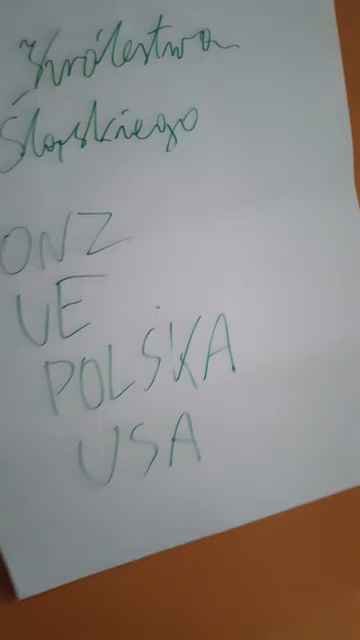 Królestwa
Śląskiego
ONZ
UE
POLSKA
USA